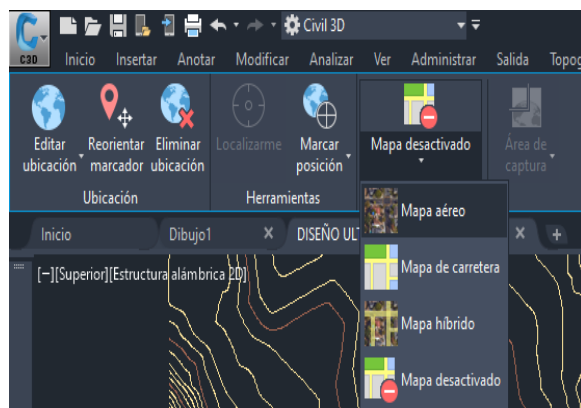 Civil 3D
C3D Inicio Insertar Anotar Modificar Analizar Ver Administrar Salida Topog
Editar ubicación
Reorientar marcador
Eliminar ubicación
Localizarme
Marcar posición
Mapa desactivado
Área de captura
Ubicación
Herramientas
Mapa aéreo
Inicio Dibujo1 DISEÑO ULT
[−][Superior][Estructura alámbrica 2D]
Mapa de carretera
Mapa híbrido
Mapa desactivado